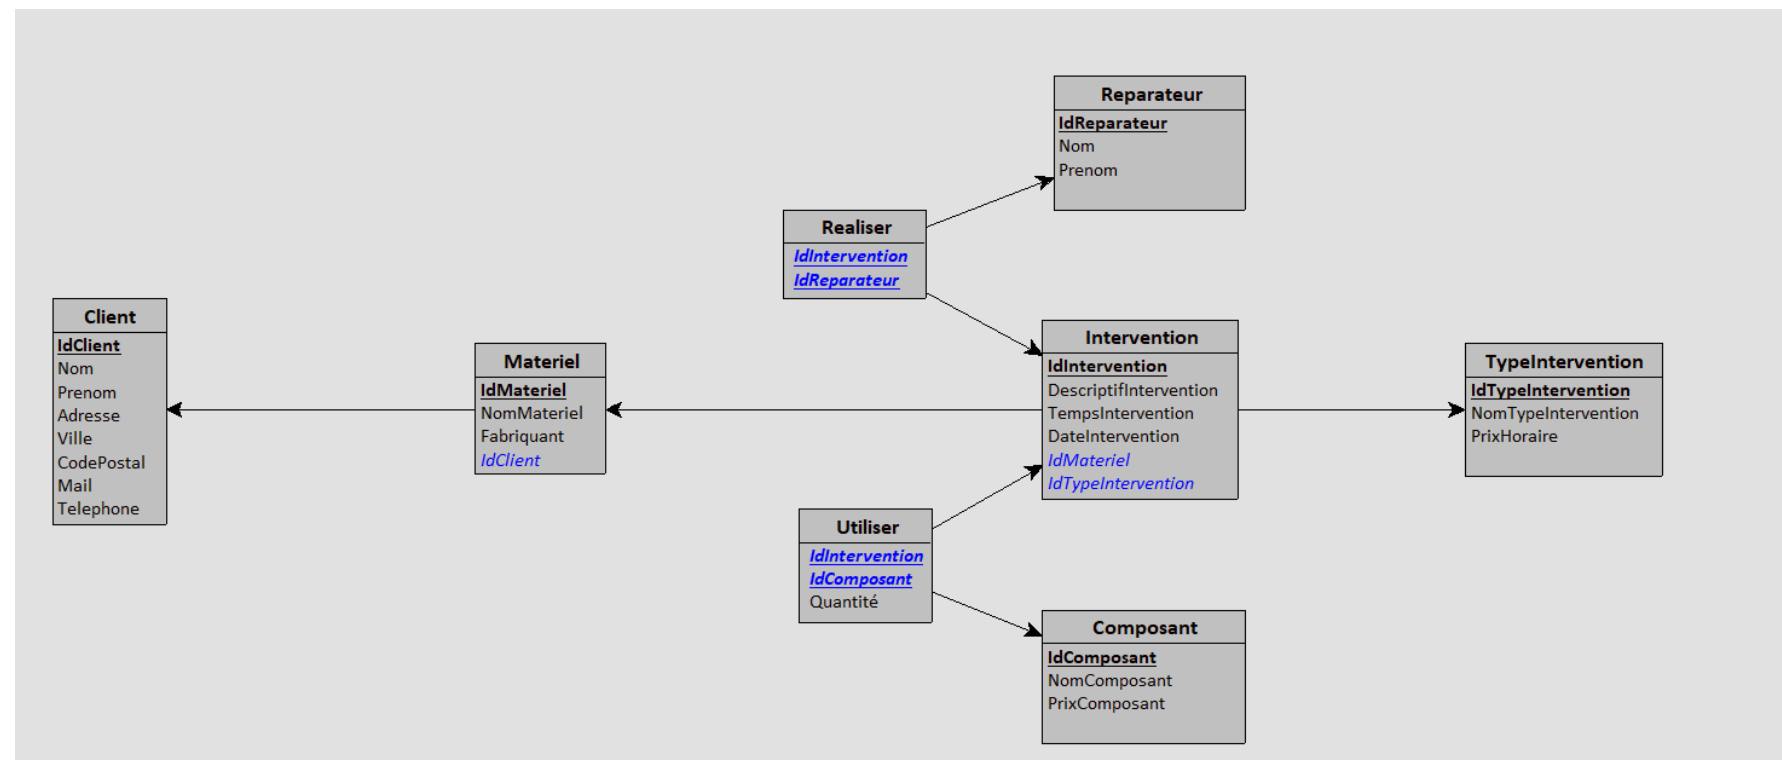 Reparateur
IdReparateur
Nom
Prenom
Realiser
IdIntervention
IdReparateur
Client
IdClient
Nom
Prenom
Adresse
Ville
CodePostal
Mail
Telephone
Materiel
IdMateriel
NomMateriel
Fabriquant
IdClient
Intervention
IdIntervention
DescriptifIntervention
TempsIntervention
DateIntervention
IdMateriel
IdTypeIntervention
TypeIntervention
IdTypeIntervention
NomTypeIntervention
PrixHoraire
Utiliser
IdIntervention
IdComposant
Quantité
Composant
IdComposant
NomComposant
PrixComposant